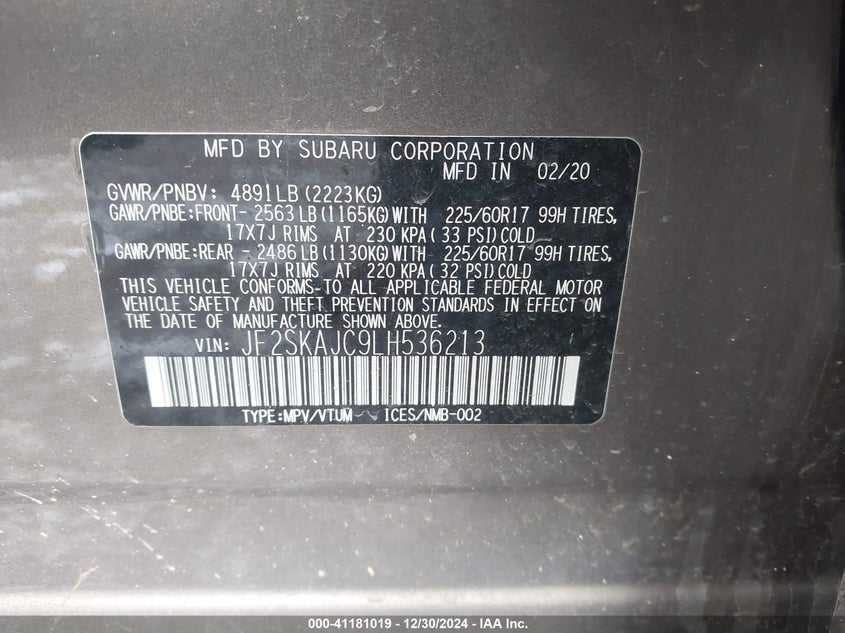 MFD BY SUBARU CORPORATION
MFD IN 02/20
GVWR/PNBV: 4891LB(2223KG)
GAWR/PNBE:FRONT- 2563LB(1165KG)WITH 225/60R17 99H TIRES,
17X7J RIMS AT 230 KPA( 33 PSI)COLD
GAWR/PNBE:REAR - 2486LB(1130KG)WITH 225/60R17 99H TIRES,
17X7J RIMS AT 220 KPA( 32 PSI)COLD
THIS VEHICLE CONFORMS TO ALL APPLICABLE FEDERAL MOTOR
VEHICLE SAFETY AND THEFT PREVENTION STANDARDS IN EFFECT ON
THE DATE OF MANUFACTURE SHOWN ABOVE.
VIN: JF2SKAJC9LH536213
TYPE:MPV/VTUM ICES/NMB-002
000-41181019 - 12/30/2024 - IAA Inc.